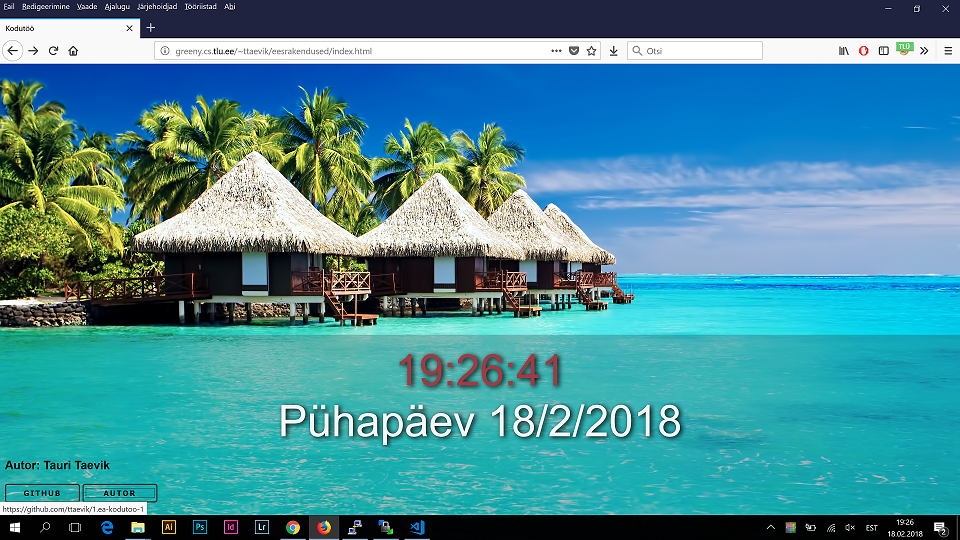 Fail Redigeerimine Vaade Ajalugu Järjehoidjad Tööriistad Abi
Kodutöö
greeny.cs.tlu.ee/~ttaevik/eesrakendused/index.html
Otsi
TLÜ
19:26:41
Pühapäev 18/2/2018
Autor: Tauri Taevik
GITHUB AUTOR
https://github.com/ttaevik/1.ea-kodutoo-1
Ai Ps Id Lr
EST
19:26
18.02.2018
2